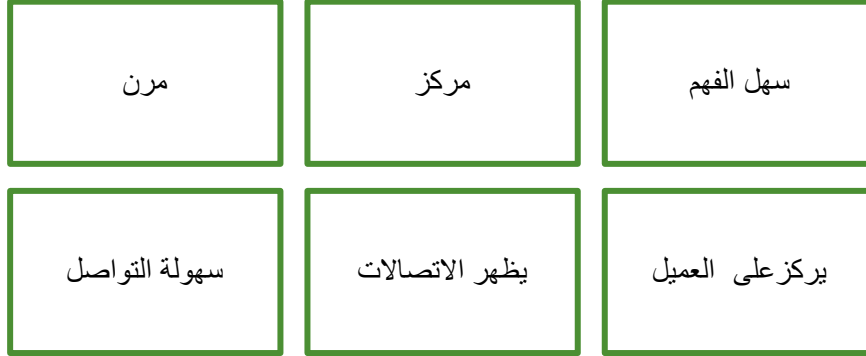 سهل الفهم
مركز
مرن
يركزعلى العميل
يظهر الاتصالات
سهولة التواصل